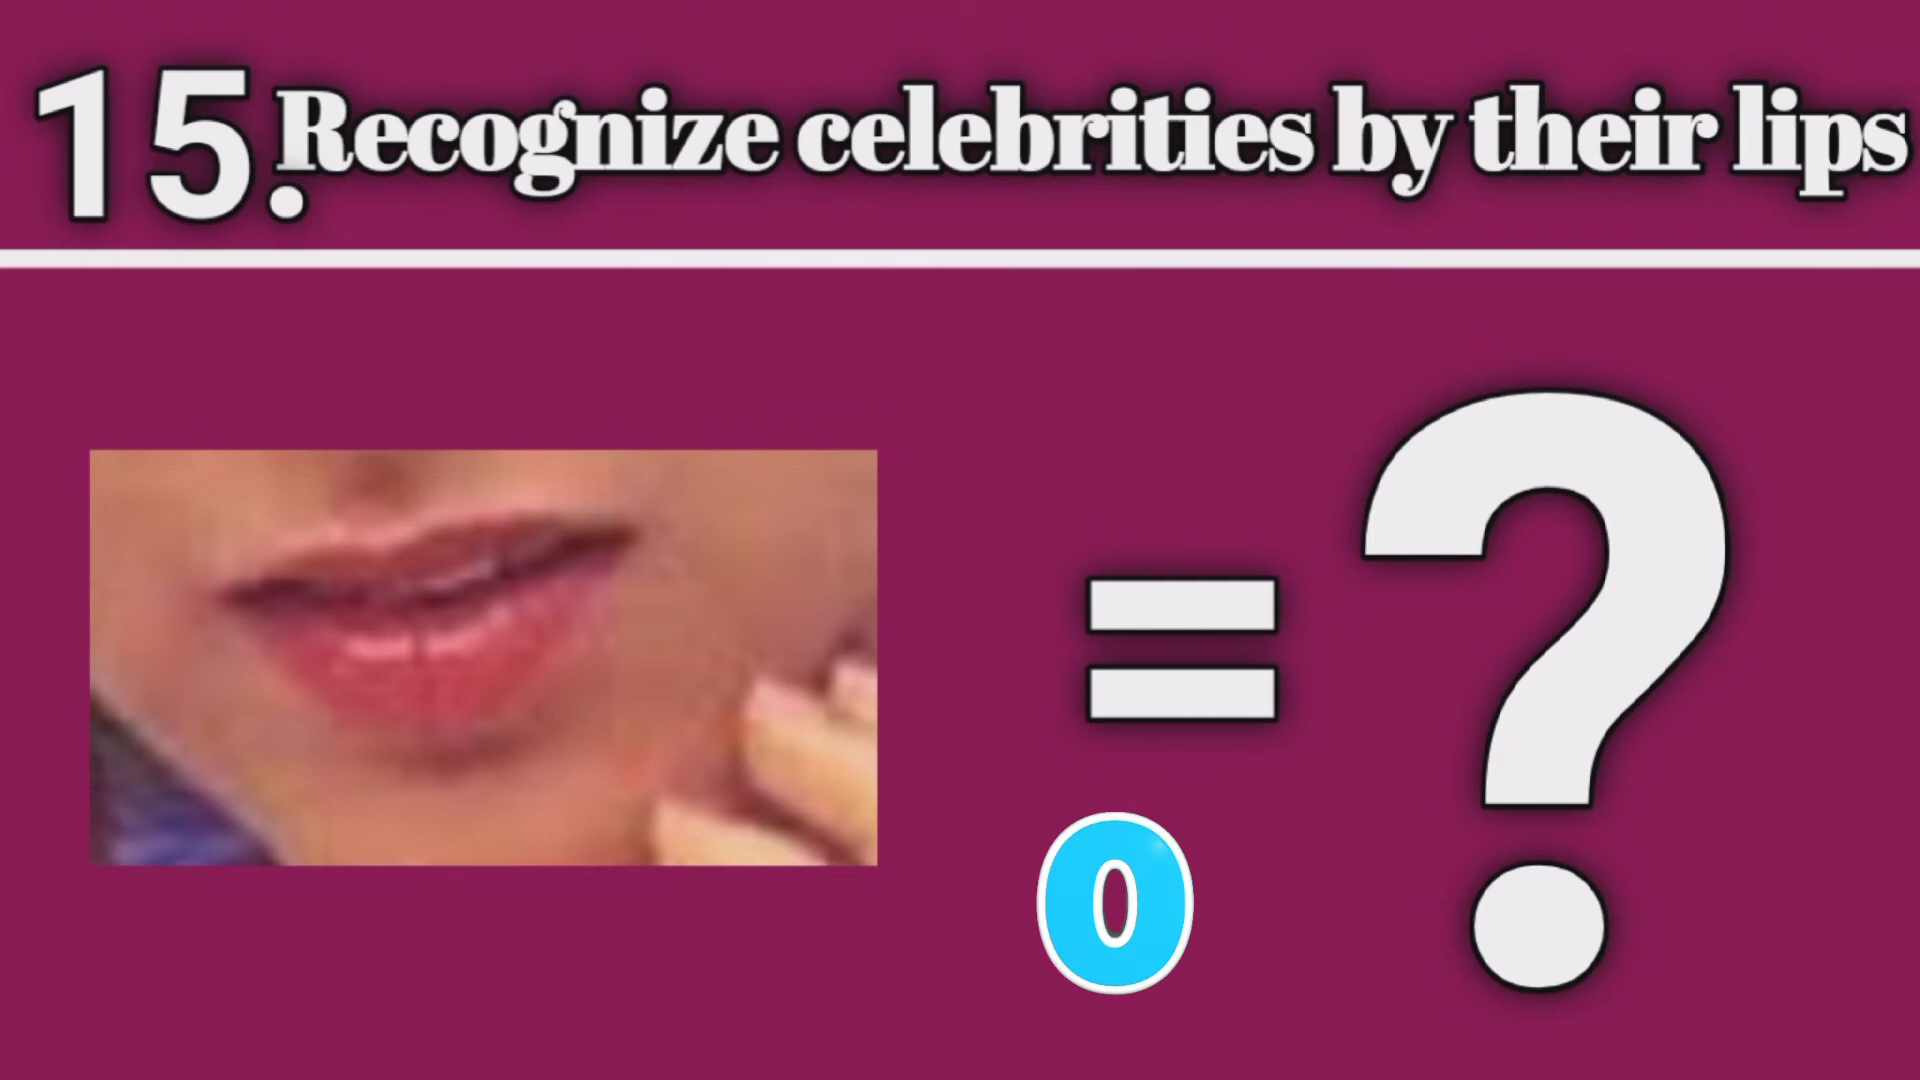 15. Recognize celebrities by their lips
= ?
0